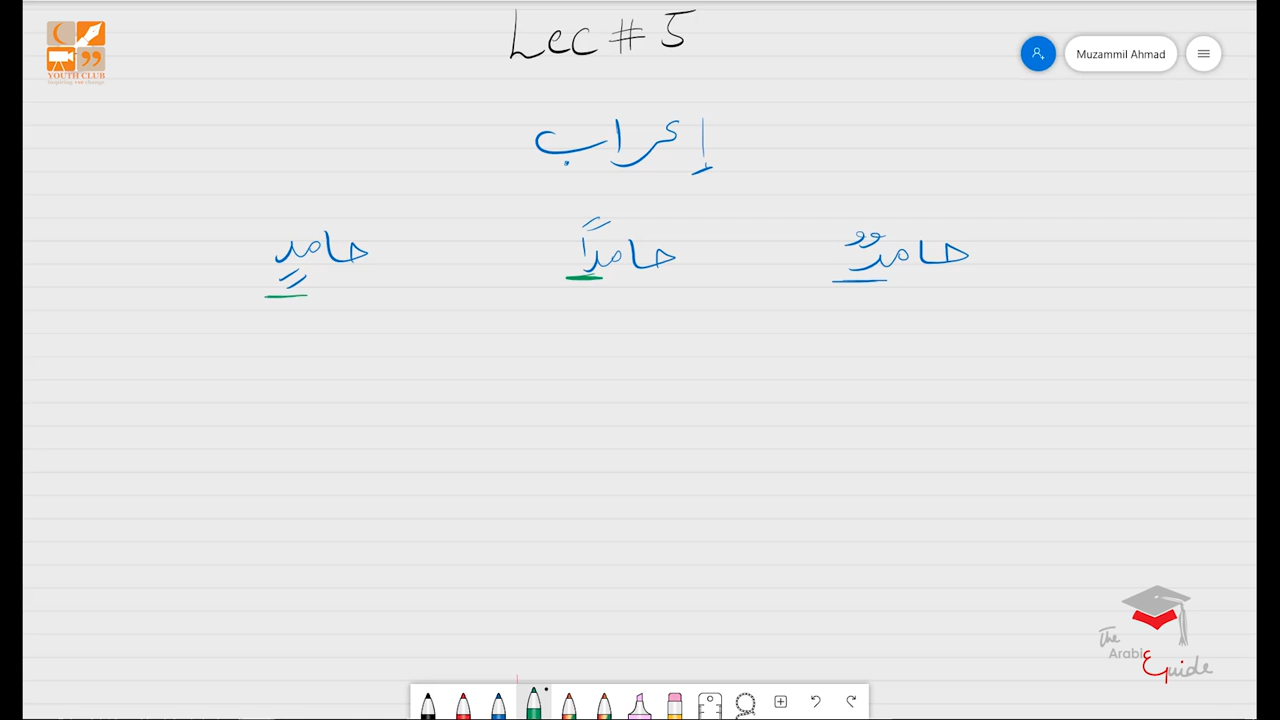 Lec # 5
YOUTH CLUB
Muzammil Ahmad
إعراب
حامدٌ حامدًا حامدٍ
The
Arabic
Guide